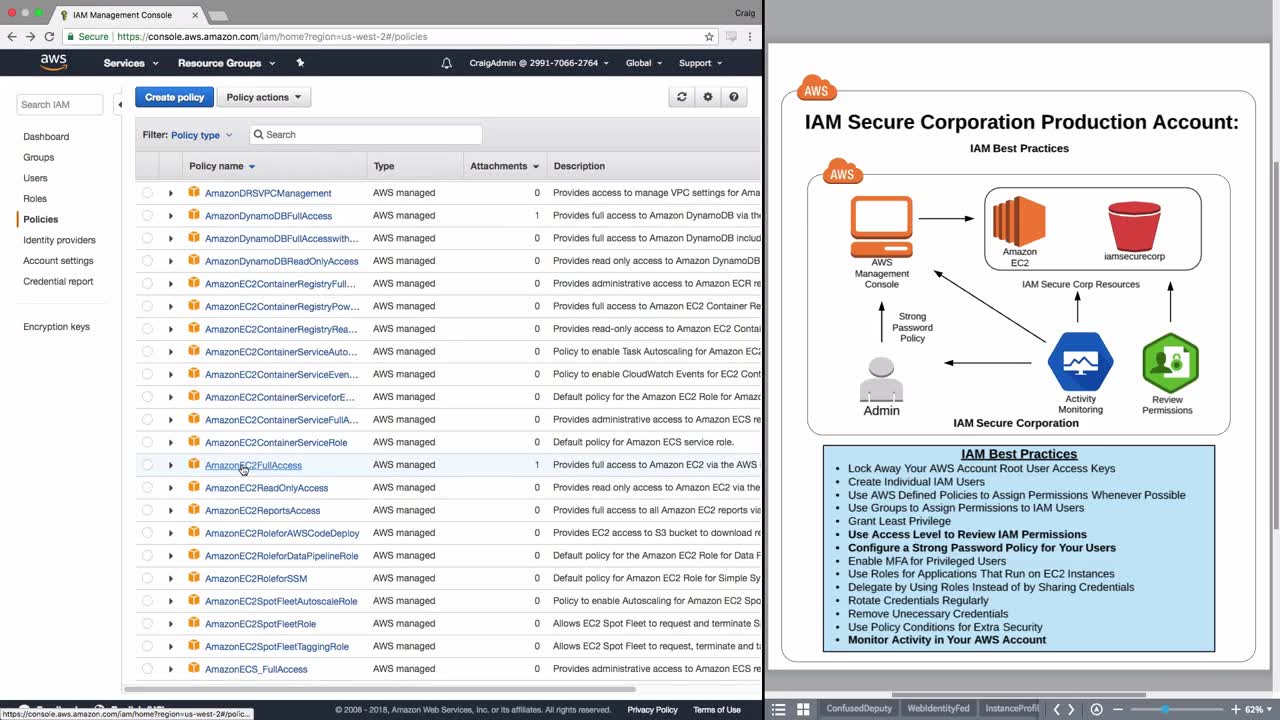 IAM Management Console
Craig
Secure
https://console.aws.amazon.com/iam/home?region=us-west-2#/policies
aws
Services
Resource Groups
CraigAdmin @ 2991-7066-2764
Global
Support
Search IAM
Dashboard
Groups
Users
Roles
Policies
Identity providers
Account settings
Credential report
Encryption keys
Create policy
Policy actions
Filter: Policy type
Search
Policy name Type Attachments Description
AmazonDRSVPCManagement AWS managed 0 Provides access to manage VPC settings for Ama
AmazonDynamoDBFullAccess AWS managed 1 Provides full access to Amazon DynamoDB via the
AmazonDynamoDBFullAccesswith... AWS managed 0 Provides full access to Amazon DynamoDB includ
AmazonDynamoDBReadOnlyAccess AWS managed 0 Provides read only access to Amazon DynamoDB
AmazonEC2ContainerRegistryFull... AWS managed 0 Provides administrative access to Amazon ECR re
AmazonEC2ContainerRegistryPow... AWS managed 0 Provides full access to Amazon EC2 Container Re
AmazonEC2ContainerRegistryRea... AWS managed 0 Provides read-only access to Amazon EC2 Contai
AmazonEC2ContainerServiceAuto... AWS managed 0 Policy to enable Task Autoscaling for Amazon EC2
AmazonEC2ContainerServiceEven... AWS managed 0 Policy to enable CloudWatch Events for EC2 Cont
AmazonEC2ContainerServiceforE... AWS managed 0 Default policy for the Amazon EC2 Role for Amazo
AmazonEC2ContainerServiceFullA... AWS managed 0 Provides administrative access to Amazon ECS re
AmazonEC2ContainerServiceRole AWS managed 0 Default policy for Amazon ECS service role.
AmazonEC2FullAccess AWS managed 1 Provides full access to Amazon EC2 via the AWS
AmazonEC2ReadOnlyAccess AWS managed 0 Provides read only access to Amazon EC2 via the
AmazonEC2ReportsAccess AWS managed 0 Provides full access to all Amazon EC2 reports via
AmazonEC2RoleforAWSCodeDeploy AWS managed 0 Provides EC2 access to S3 bucket to download re
AmazonEC2RoleforDataPipelineRole AWS managed 0 Default policy for the Amazon EC2 Role for Data P
AmazonEC2RoleforSSM AWS managed 0 Default policy for Amazon EC2 Role for Simple Sy
AmazonEC2SpotFleetAutoscaleRole AWS managed 0 Policy to enable Autoscaling for Amazon EC2 Spo
AmazonEC2SpotFleetRole AWS managed 0 Allows EC2 Spot Fleet to request and terminate S
AmazonEC2SpotFleetTaggingRole AWS managed 0 Allows EC2 Spot Fleet to request, terminate and ta
AmazonECS_FullAccess AWS managed 0 Provides administrative access to Amazon ECS re
https://console.aws.amazon.com/iam/home?region=us-west-2#/polic...
© 2008 - 2018, Amazon Web Services, Inc. or its affiliates. All rights reserved.
Privacy Policy
Terms of Use
AWS
IAM Secure Corporation Production Account:
IAM Best Practices
AWS
AWS
Management
Console
Amazon
EC2
iamsecurecorp
IAM Secure Corp Resources
Strong
Password
Policy
Admin
Activity
Monitoring
Review
Permissions
IAM Secure Corporation
IAM Best Practices
• Lock Away Your AWS Account Root User Access Keys
• Create Individual IAM Users
• Use AWS Defined Policies to Assign Permissions Whenever Possible
• Use Groups to Assign Permissions to IAM Users
• Grant Least Privilege
• Use Access Level to Review IAM Permissions
• Configure a Strong Password Policy for Your Users
• Enable MFA for Privileged Users
• Use Roles for Applications That Run on EC2 Instances
• Delegate by Using Roles Instead of by Sharing Credentials
• Rotate Credentials Regularly
• Remove Unecessary Credentials
• Use Policy Conditions for Extra Security
• Monitor Activity in Your AWS Account
ConfusedDeputy
WebIdentityFed
InstanceProfil
62%